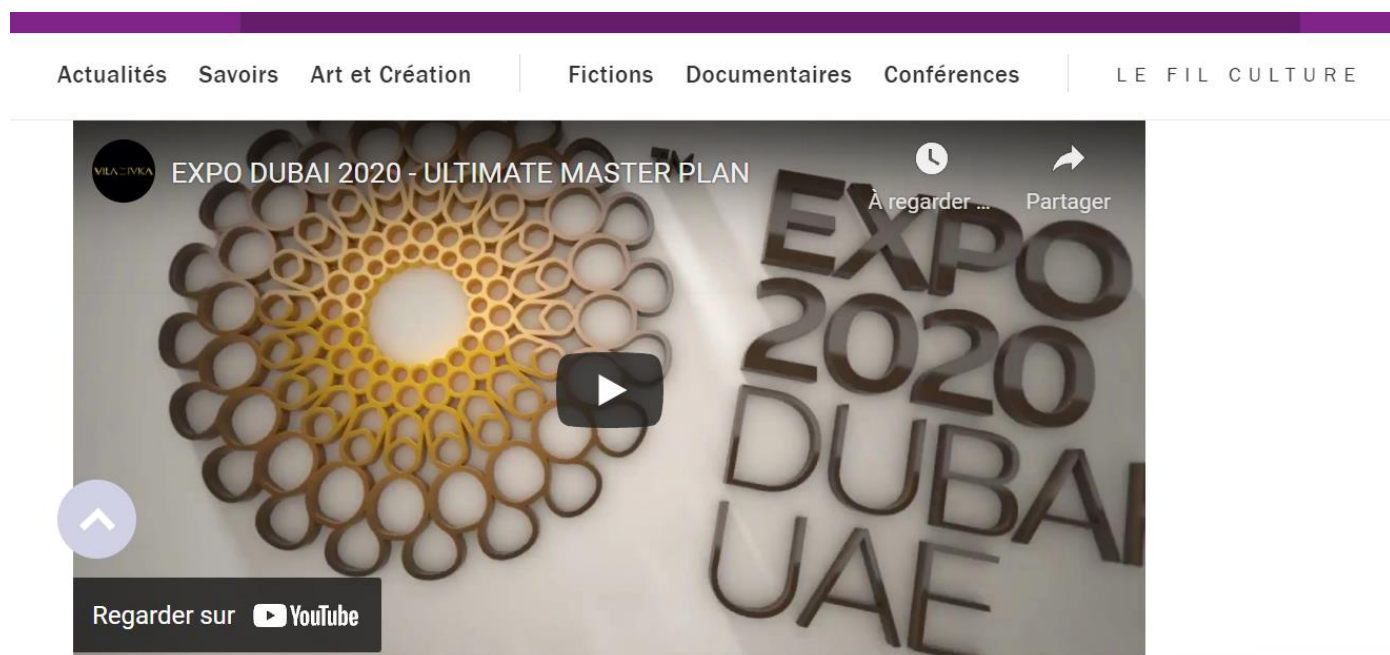 Actualités Savoirs Art et Création Fictions Documentaires Conférences LE FIL CULTURE
EXPO DUBAI 2020 - ULTIMATE MASTER PLAN
À regarder ... Partager
TM
EXPO
2020
DUBAI
UAE
Regarder sur YouTube